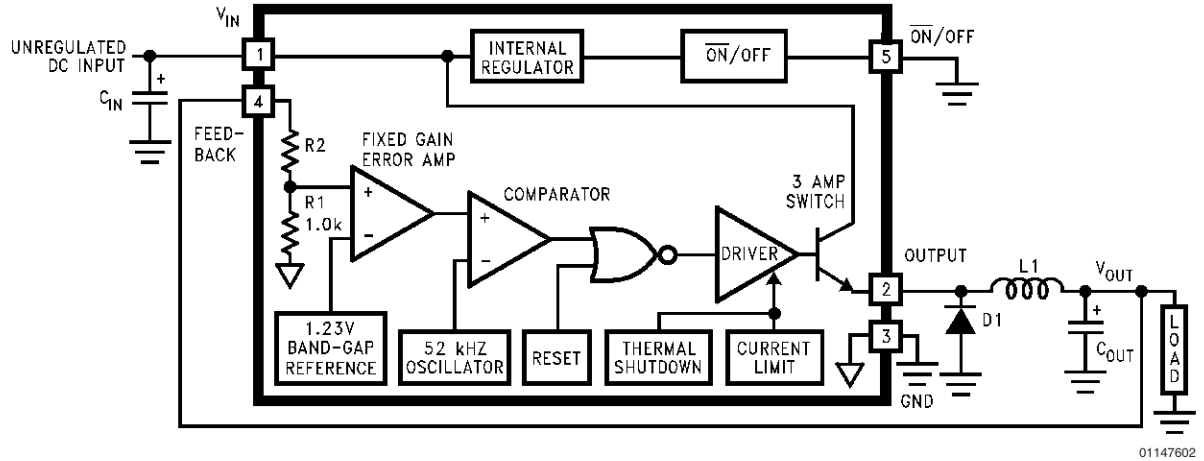 V_IN
UNREGULATED
DC INPUT
+
C_IN
1
4
FEED-
BACK
INTERNAL
REGULATOR
O̅N̅/OFF
5
O̅N̅/OFF
R2
R1
1.0k
FIXED GAIN
ERROR AMP
+
−
COMPARATOR
+
−
DRIVER
3 AMP
SWITCH
1.23V
BAND-GAP
REFERENCE
52 kHZ
OSCILLATOR
RESET
THERMAL
SHUTDOWN
CURRENT
LIMIT
OUTPUT
2
3
GND
D1
L1
V_OUT
+
C_OUT
LOAD
01147602